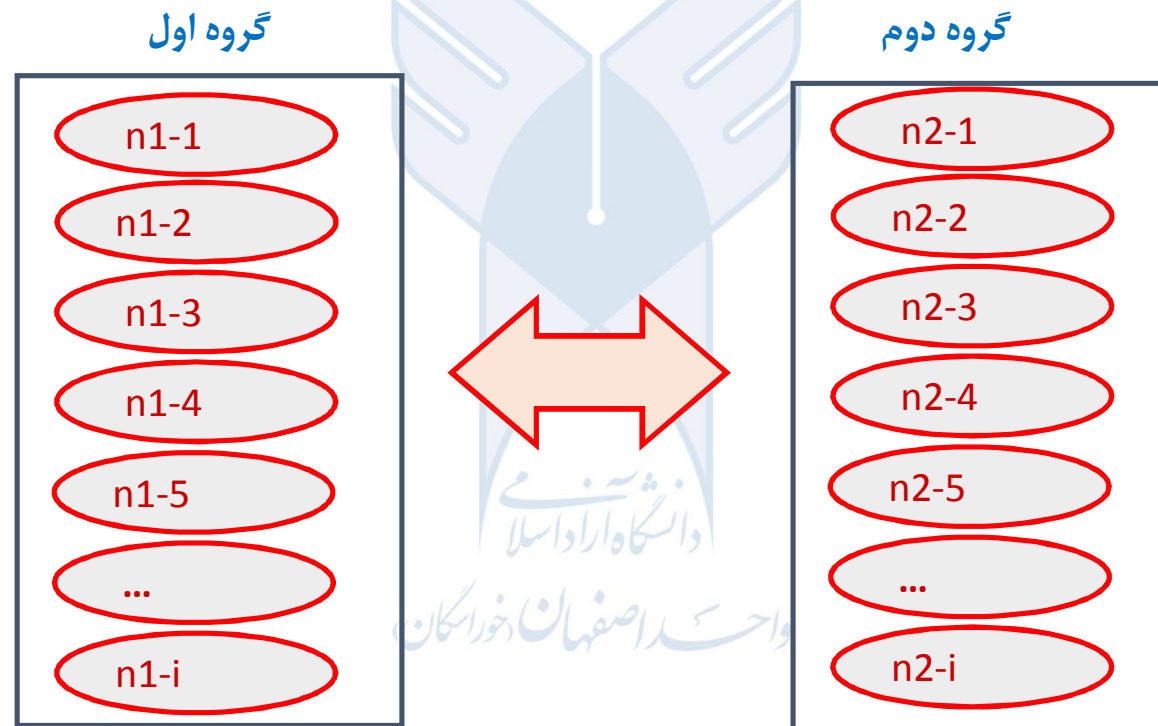 گروه اول
گروه دوم
n1-1
n1-2
n1-3
n1-4
n1-5
...
n1-i
n2-1
n2-2
n2-3
n2-4
n2-5
...
n2-i
دانشگاه آزاد اسلامی
واحد اصفهان (خوراسگان)